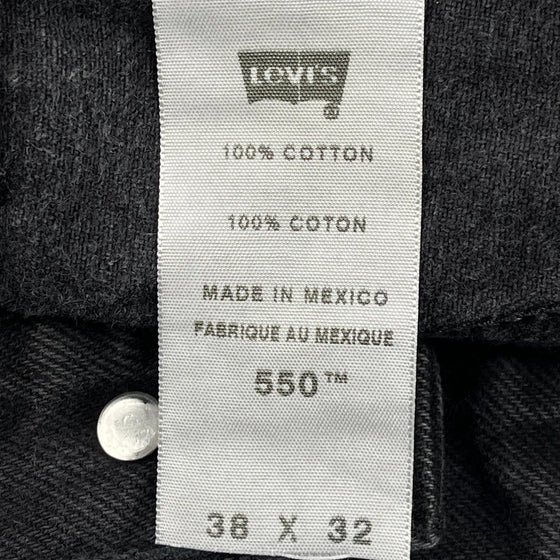 Levi's
®
100% COTTON
100% COTON
MADE IN MEXICO
FABRIQUE AU MEXIQUE
550™
38 X 32